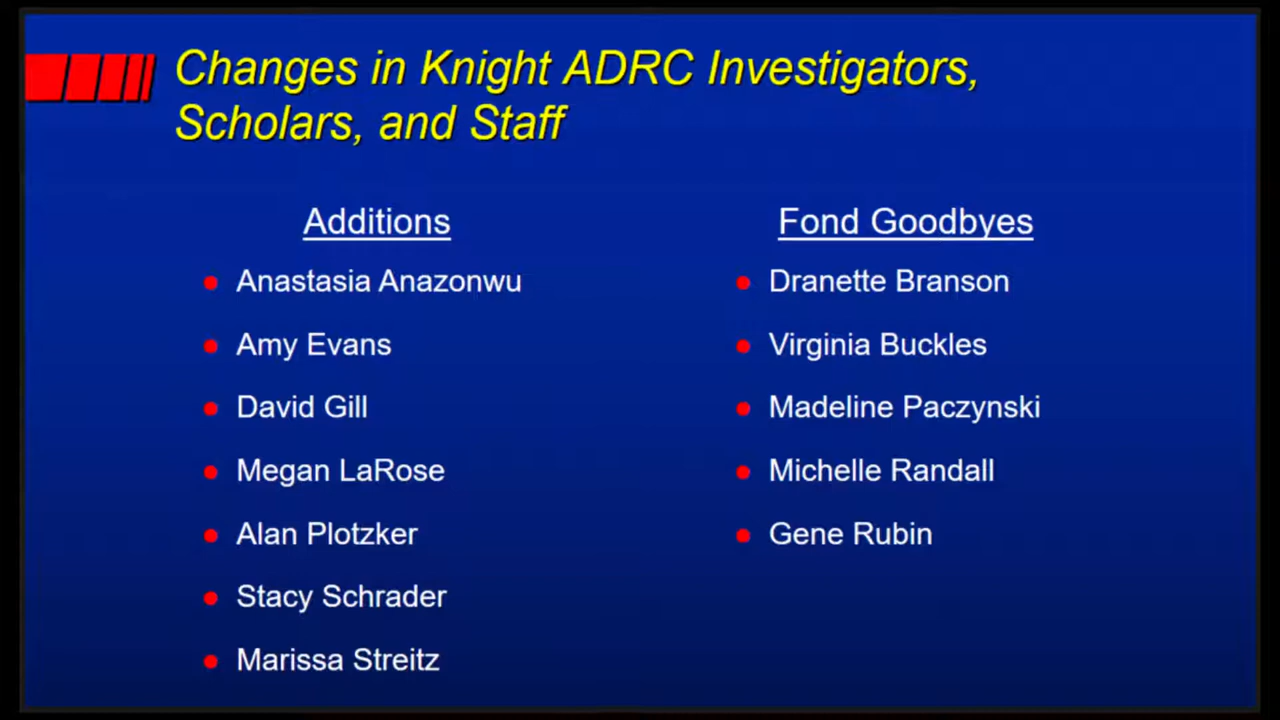 Changes in Knight ADRC Investigators,
Scholars, and Staff
Additions
Anastasia Anazonwu
Amy Evans
David Gill
Megan LaRose
Alan Plotzker
Stacy Schrader
Marissa Streitz
Fond Goodbyes
Dranette Branson
Virginia Buckles
Madeline Paczynski
Michelle Randall
Gene Rubin